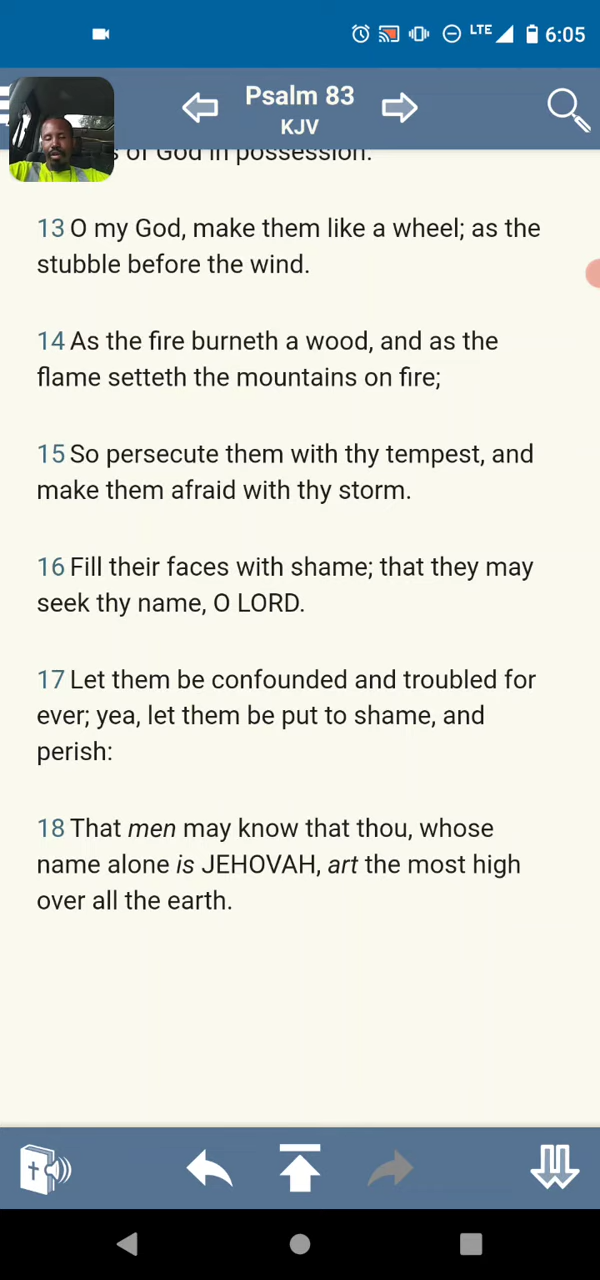 LTE 6:05
Psalm 83
KJV
of God in possession.
13 O my God, make them like a wheel; as the
stubble before the wind.
14 As the fire burneth a wood, and as the
flame setteth the mountains on fire;
15 So persecute them with thy tempest, and
make them afraid with thy storm.
16 Fill their faces with shame; that they may
seek thy name, O LORD.
17 Let them be confounded and troubled for
ever; yea, let them be put to shame, and
perish:
18 That men may know that thou, whose
name alone is JEHOVAH, art the most high
over all the earth.